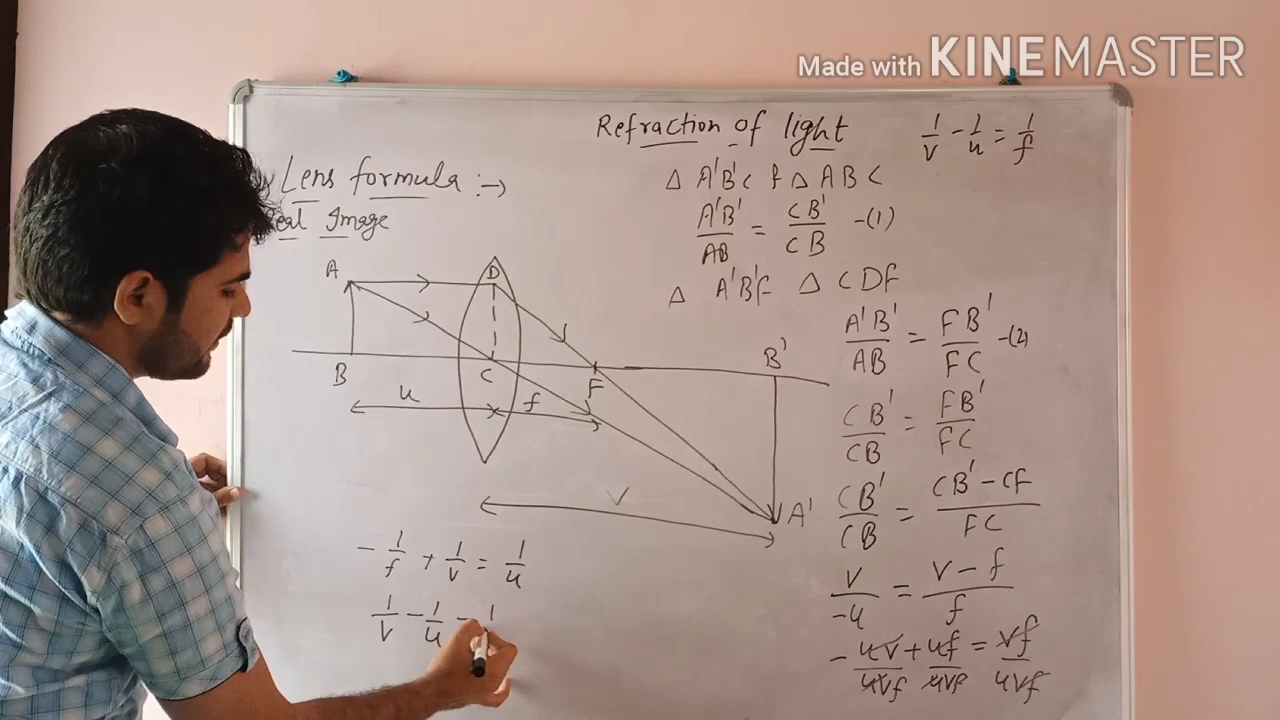 Made with KINEMASTER
Refraction of light
1/v - 1/u = 1/f
Lens formula :→
eal Image
Δ A'B'C & Δ ABC
A'B'/AB = CB'/CB -(1)
Δ A'B'F Δ CDF
A'B'/AB = FB'/FC -(2)
CB'/CB = FB'/FC
CB'/CB = CB'-CF/FC
v/-u = v-f/f
-uv/uvf + uf/uvf = vf/uvf
A
D
B
C
F
B'
u
f
v
A'
-1/f + 1/v = 1/u
1/v - 1/u = 1